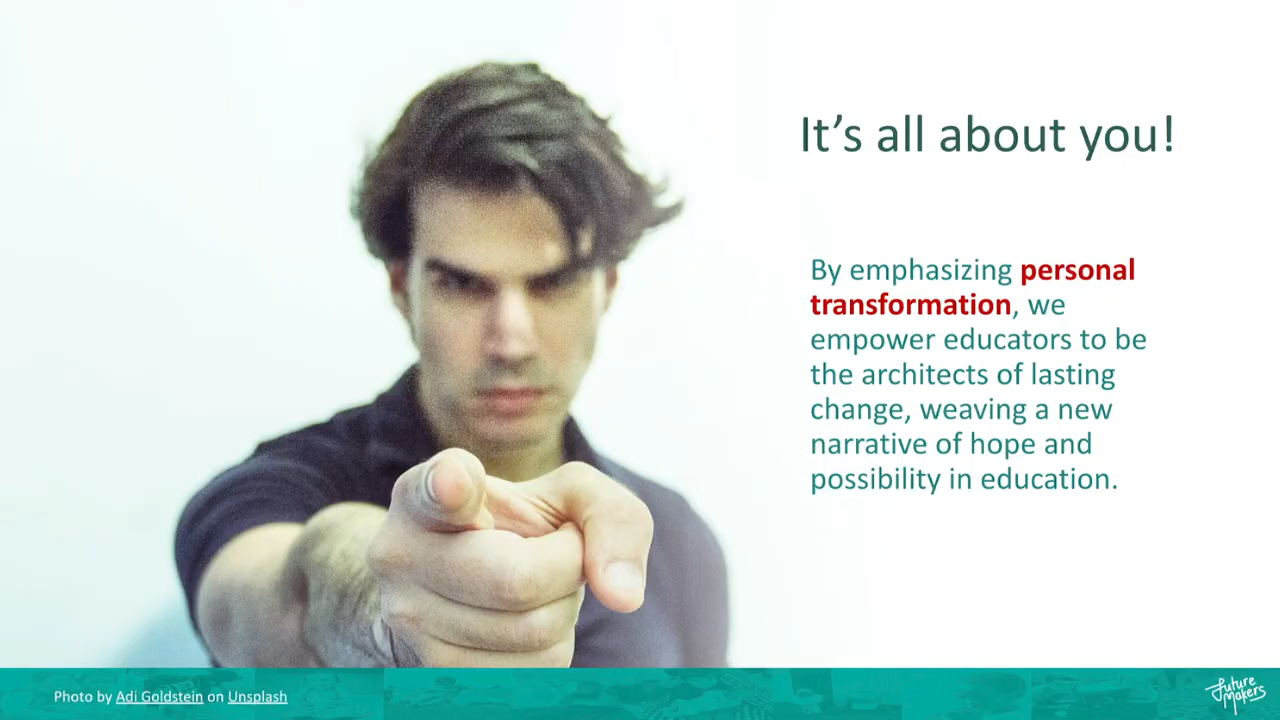 It’s all about you!
By emphasizing personal
transformation, we
empower educators to be
the architects of lasting
change, weaving a new
narrative of hope and
possibility in education.
Photo by Adi Goldstein on Unsplash
Future
Makers